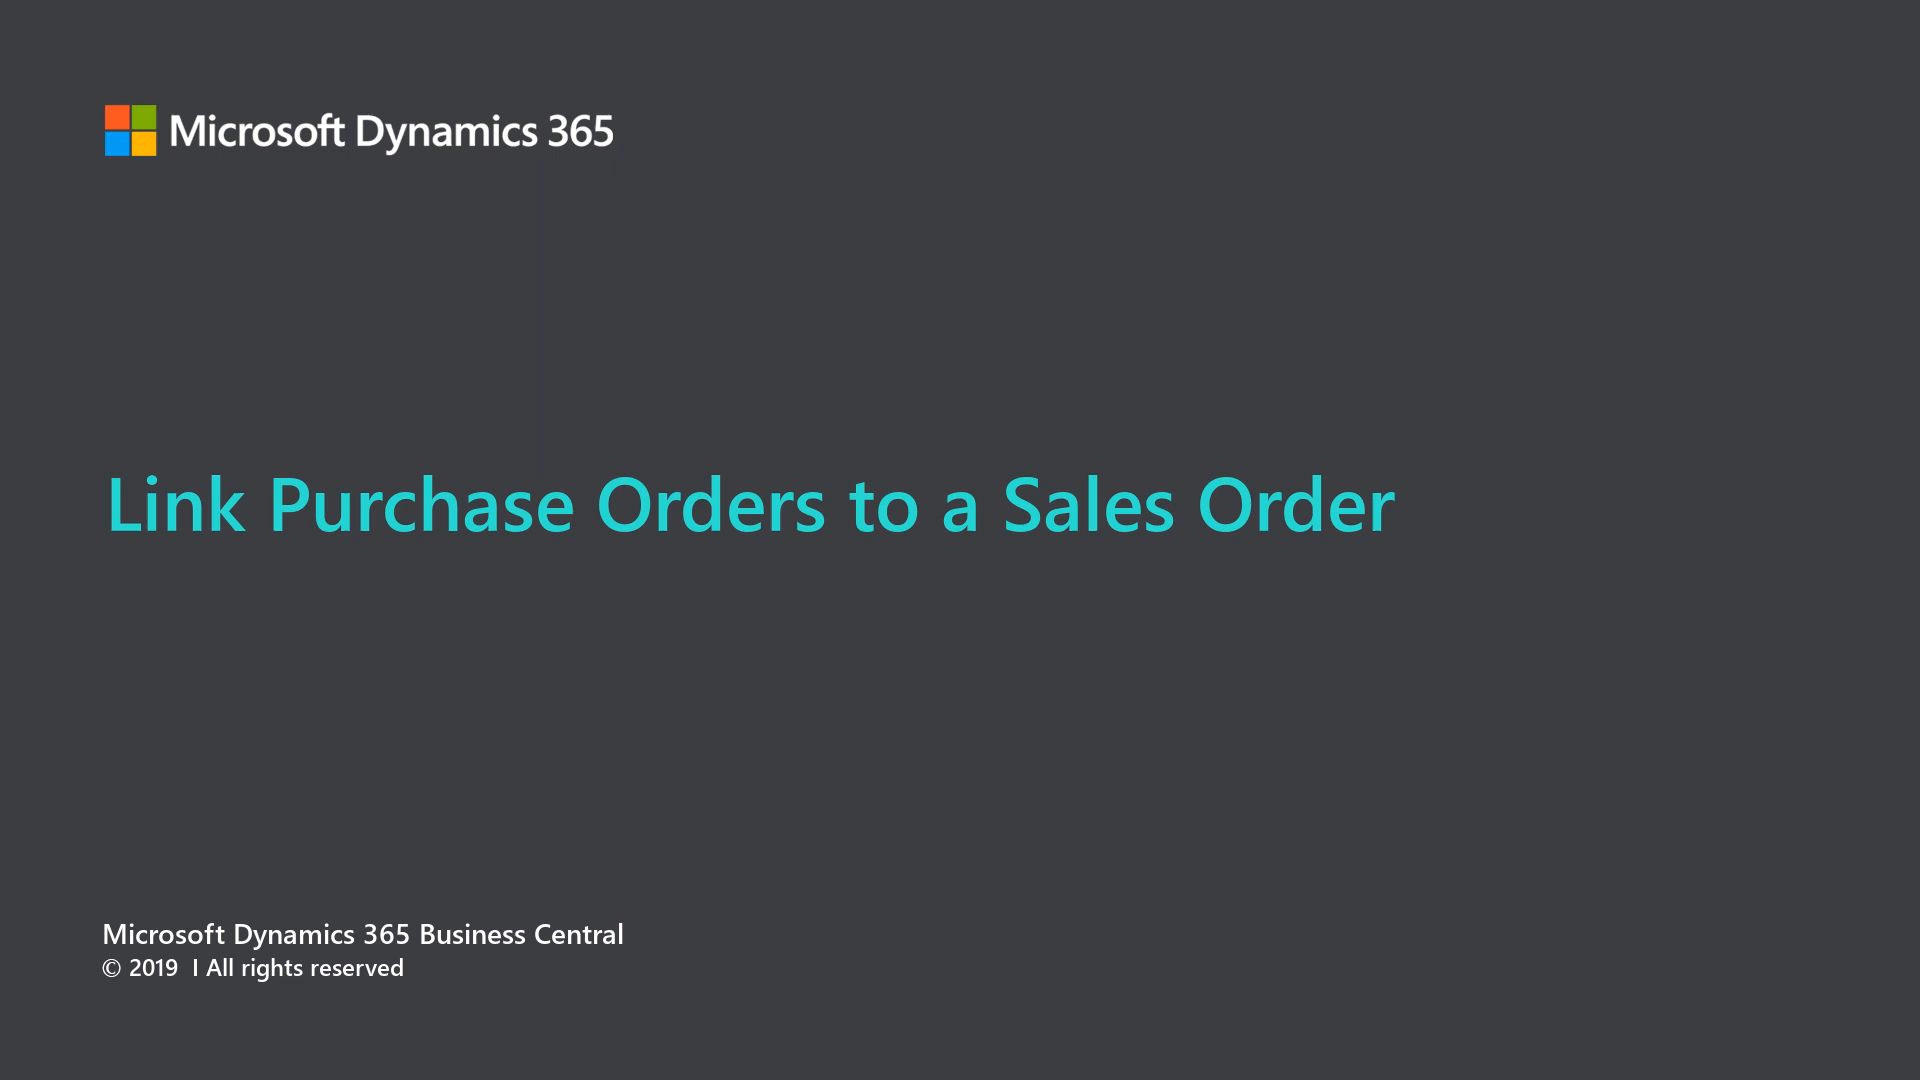 Microsoft Dynamics 365
Link Purchase Orders to a Sales Order
Microsoft Dynamics 365 Business Central
© 2019 I All rights reserved